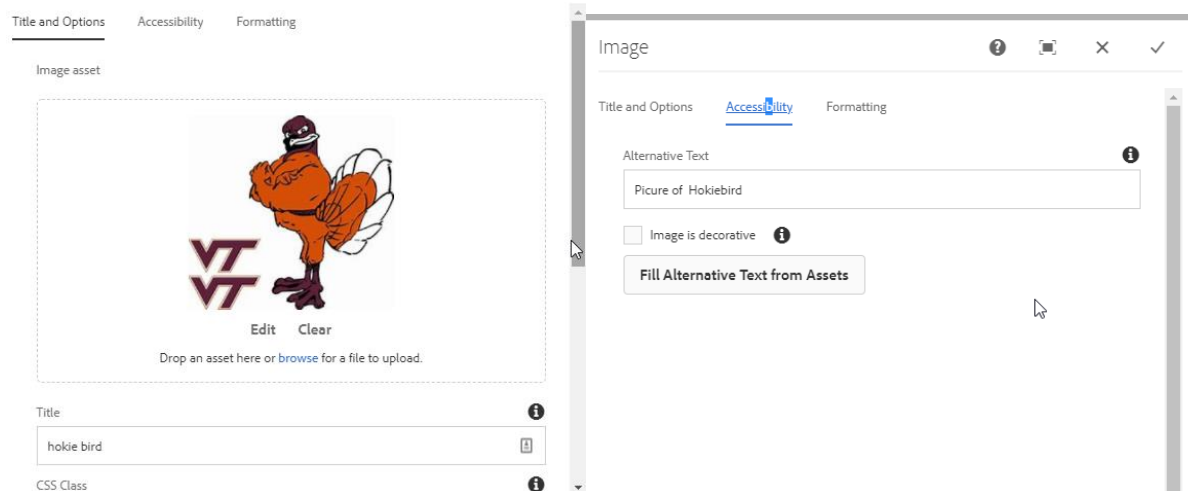 Title and Options Accessibility Formatting
Image asset
VT
VT
Edit Clear
Drop an asset here or browse for a file to upload.
Title
hokie bird
CSS Class
Image
Title and Options Accessibility Formatting
Alternative Text
Picure of Hokiebird
Image is decorative
Fill Alternative Text from Assets